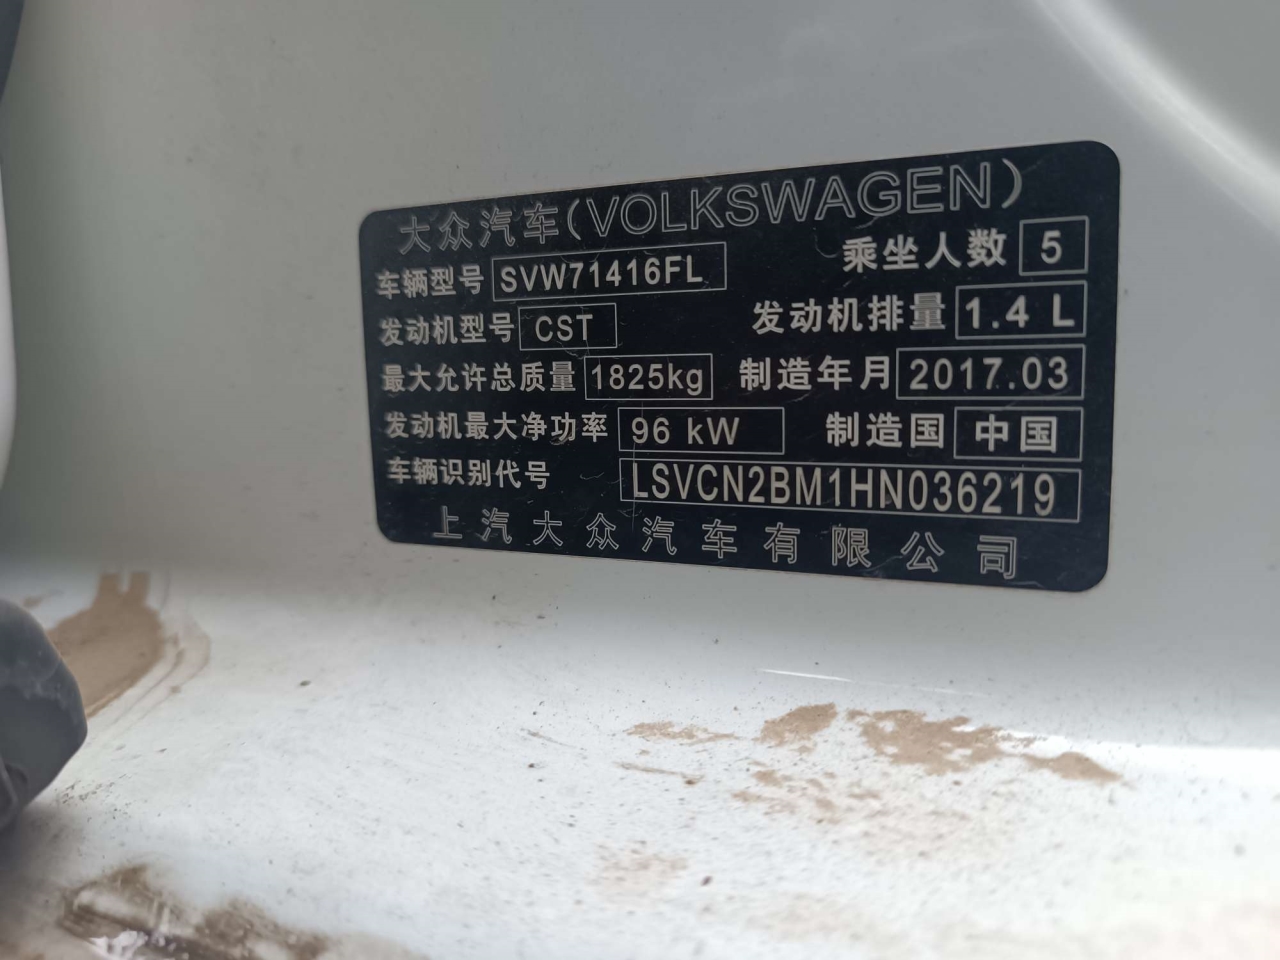 大众汽车(VOLKSWAGEN)
车辆型号 SVW71416FL 乘坐人数 5
发动机型号 CST 发动机排量 1.4 L
最大允许总质量 1825kg 制造年月 2017.03
发动机最大净功率 96 kW 制造国 中国
车辆识别代号 LSVCN2BM1HN036219
上汽大众汽车有限公司